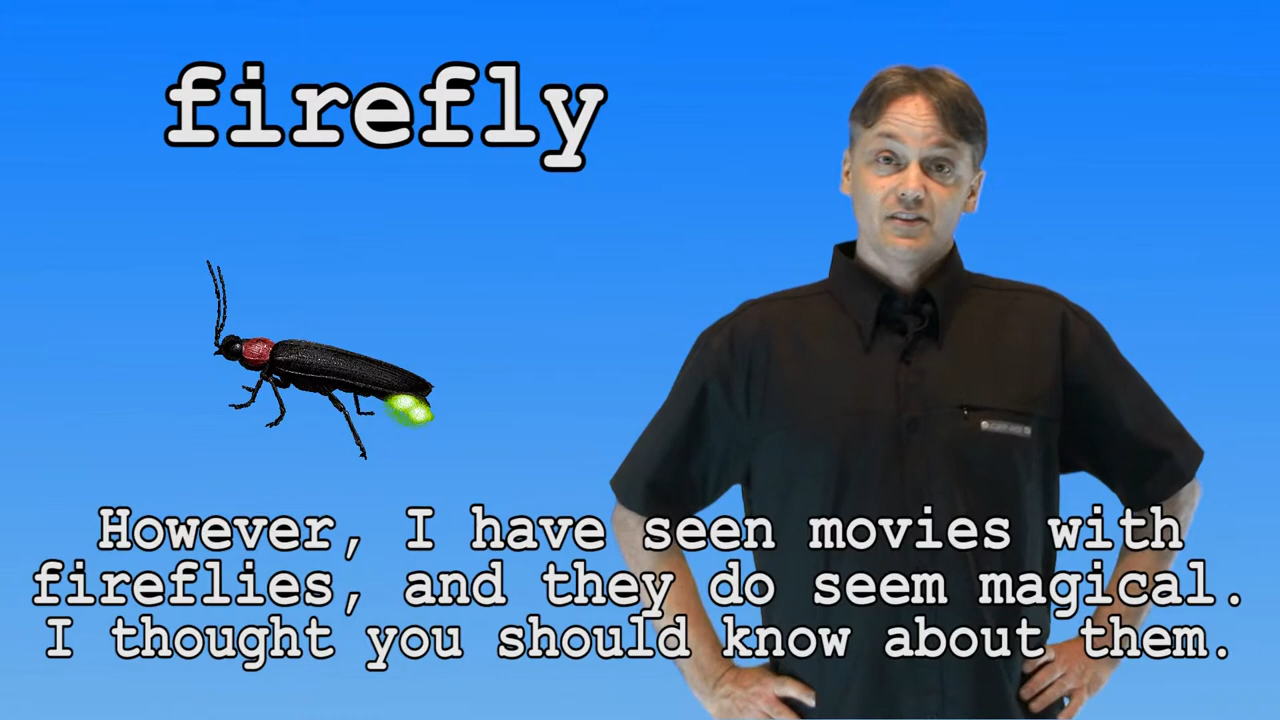 firefly
However, I have seen movies with
fireflies, and they do seem magical.
I thought you should know about them.